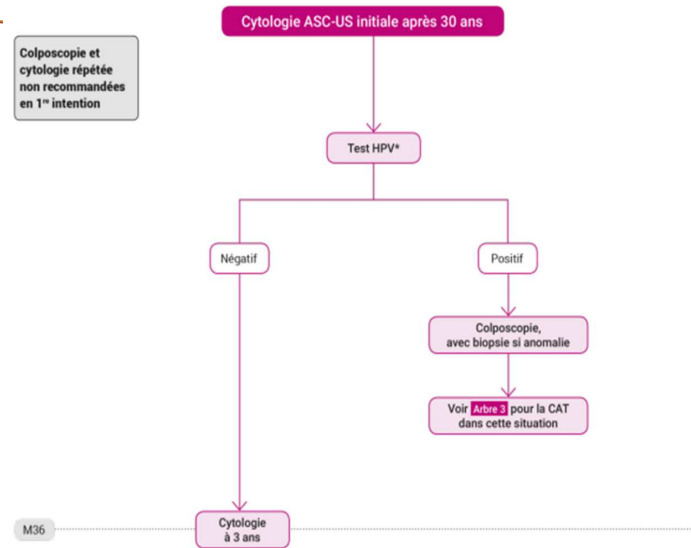 Cytologie ASC-US initiale après 30 ans
Colposcopie et
cytologie répétée
non recommandées
en 1re intention
Test HPV*
Négatif
Positif
Colposcopie,
avec biopsie si anomalie
Voir Arbre 3 pour la CAT
dans cette situation
M36
Cytologie
à 3 ans